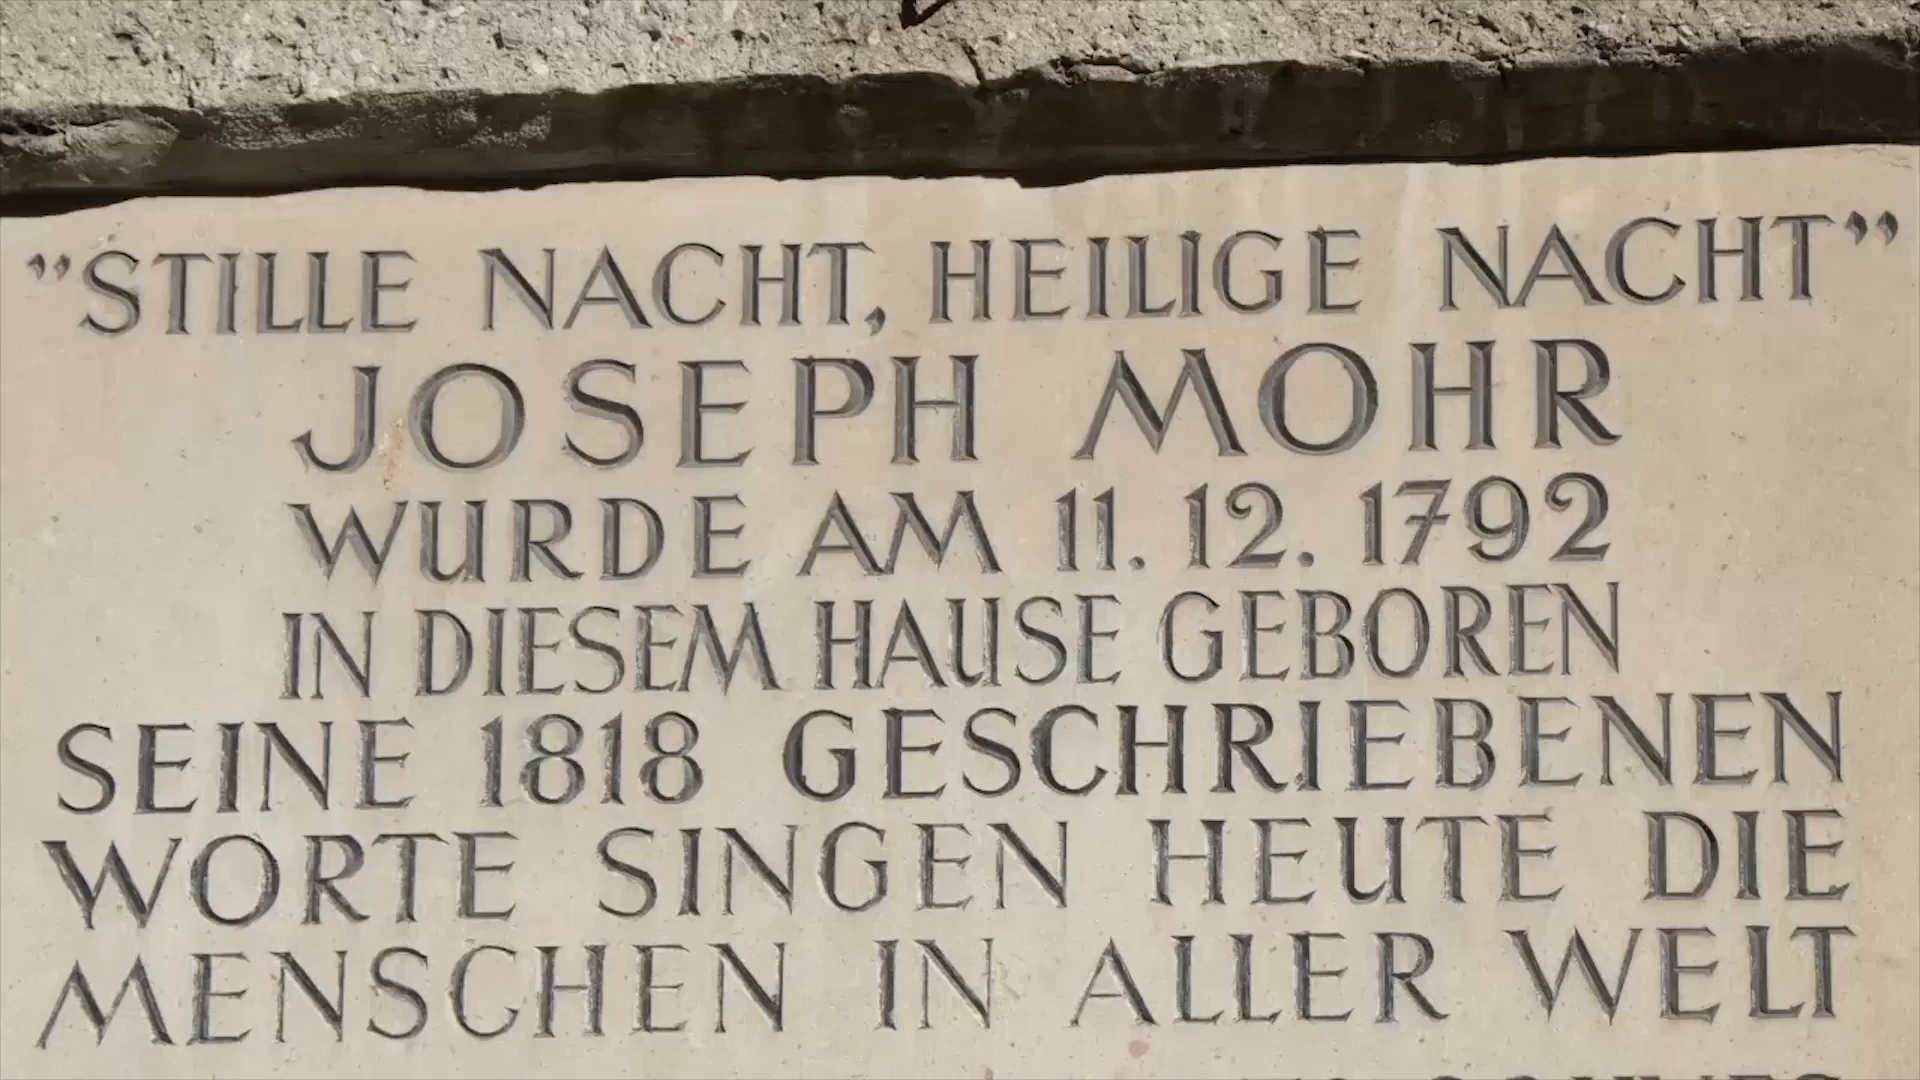 "STILLE NACHT, HEILIGE NACHT"
JOSEPH MOHR
WURDE AM 11. 12. 1792
IN DIESEM HAUSE GEBOREN
SEINE 1818 GESCHRIEBENEN
WORTE SINGEN HEUTE DIE
MENSCHEN IN ALLER WELT